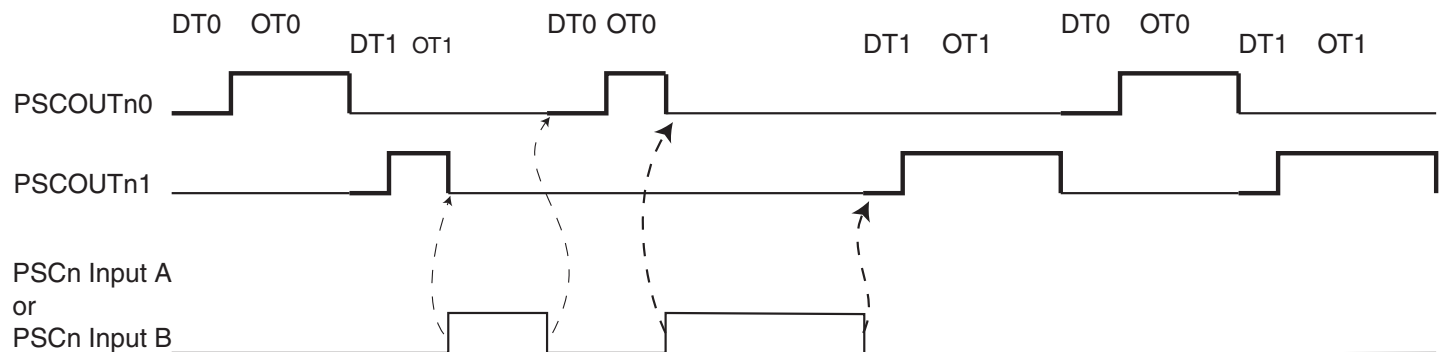 DT0 OT0 DT0 OT0 DT0 OT0
DT1 OT1 DT1 OT1 DT1 OT1
PSCOUTn0
PSCOUTn1
PSCn Input A
or
PSCn Input B